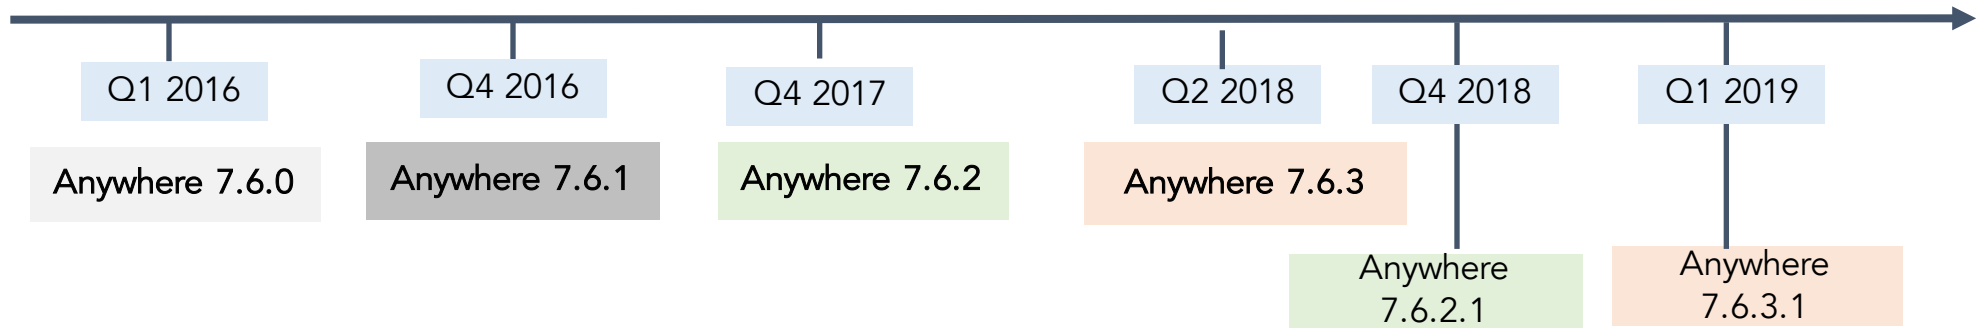 Q1 2016
Q4 2016
Q4 2017
Q2 2018
Q4 2018
Q1 2019
Anywhere 7.6.0
Anywhere 7.6.1
Anywhere 7.6.2
Anywhere 7.6.3
Anywhere
7.6.2.1
Anywhere
7.6.3.1